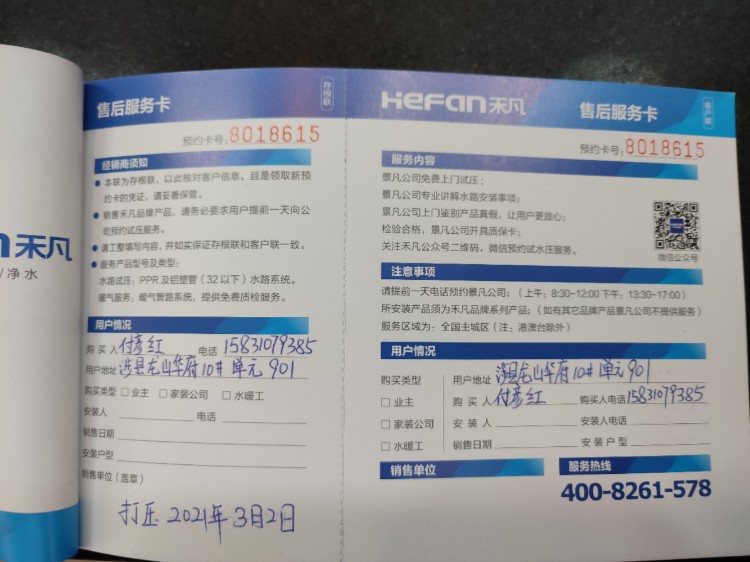 禾凡
/净水
售后服务卡
存根联
预约卡号：8018615
经销商须知
● 本联为存根联，以此核对客户信息，且是领取新预
约卡的凭证，请妥善保管。
● 销售禾凡品牌产品，请务必要求用户提前一天向公
司预约试压服务。
● 请工整填写内容，并如实保证存根联和客户联一致。
● 服务产品型号及类型：
水路试压：PPR 及铝塑管（32以下）水路系统。
暖气服务：暖气管路系统，提供免费质检服务。
用户情况
购买人 付彦红 电话 15831079385
用户地址 涉县龙山华府10# 单元 901
购买类型 □ 业主 □ 家装公司 □ 水暖工
安装人 电话
销售日期
安装户型
销售单位（盖章）
打压 2021年3月2日
HeFan禾凡 售后服务卡
客户联
预约卡号：8018615
服务内容
景凡公司免费上门试压；
景凡公司专业讲解水路安装事项；
景凡公司上门鉴别产品真假，让用户更放心；
检验合格，景凡公司开具质保卡；
关注禾凡公众号二维码，微信预约试水压服务。
微信公众号
注意事项
请提前一天电话预约景凡公司；（上午：8:30-12:00 下午：13:30-17:00）
所安装产品须为禾凡品牌系列产品；（如有其它品牌产品景凡公司不提供服务）
服务区域为：全国主城区（注：港澳台除外）
用户情况
购买类型 用户地址 涉县龙山华府10# 单元 901
□ 业主 购买人 付彦红 购买人电话 15831079385
□ 家装公司 安装人 安装人电话
□ 水暖工 销售日期 安装户型
销售单位 服务热线
400-8261-578